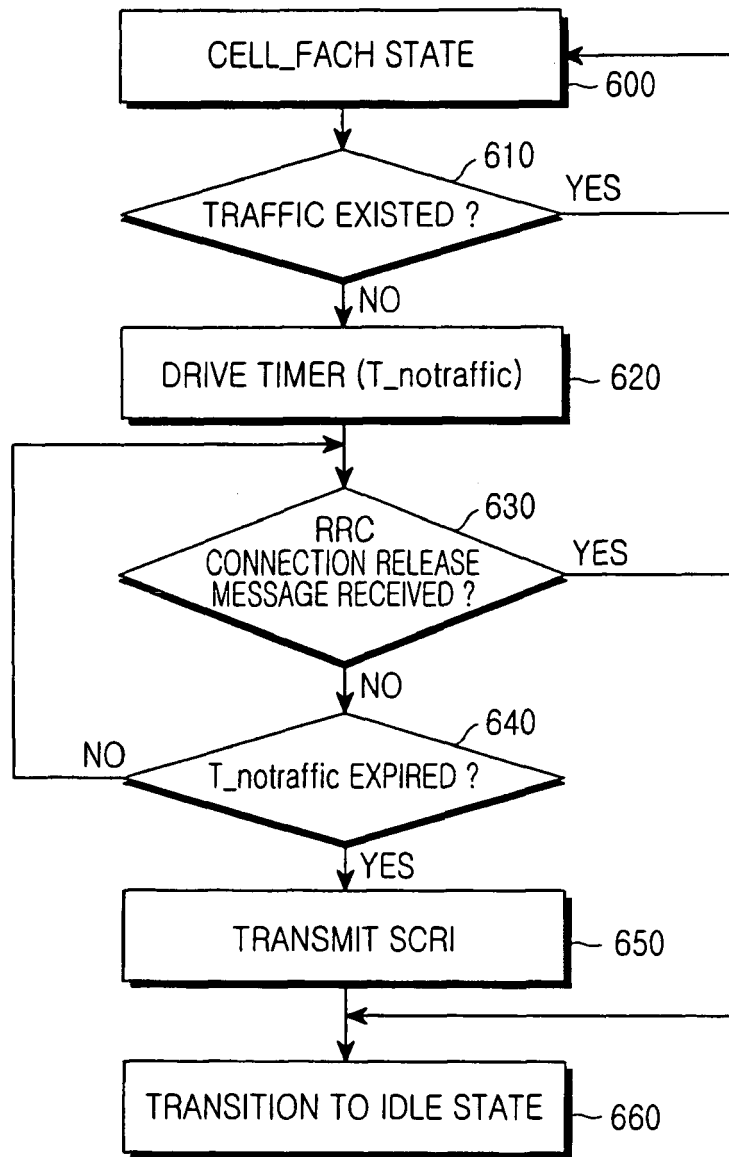 CELL_FACH STATE
600
610
TRAFFIC EXISTED ?
YES
NO
DRIVE TIMER (T_notraffic)
620
630
RRC
CONNECTION RELEASE
MESSAGE RECEIVED ?
YES
NO
640
NO
T_notraffic EXPIRED ?
YES
TRANSMIT SCRI
650
TRANSITION TO IDLE STATE
660